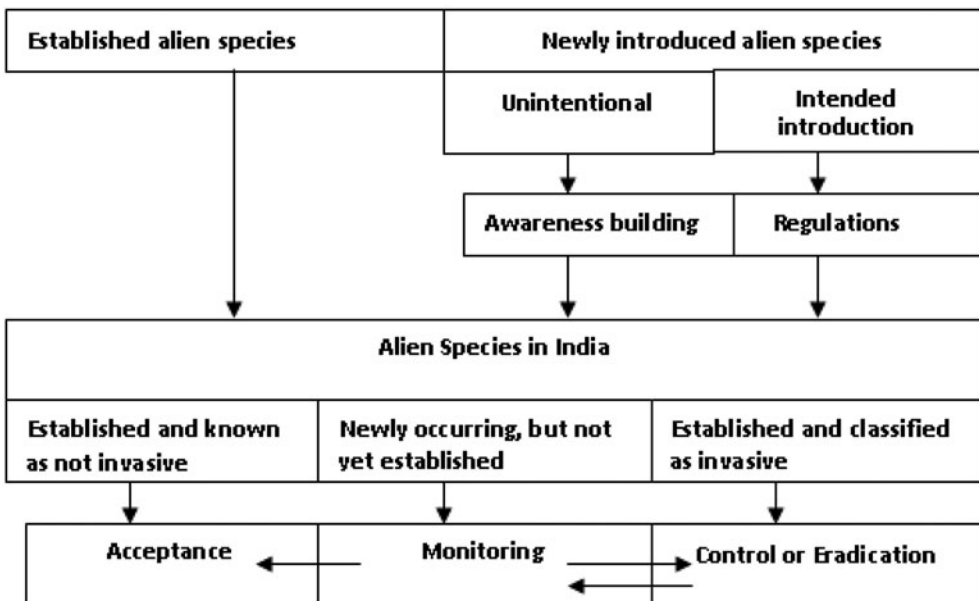 Established alien species
Newly introduced alien species
Unintentional
Intended
introduction
Awareness building
Regulations
Alien Species in India
Established and known
as not invasive
Newly occurring, but not
yet established
Established and classified
as invasive
Acceptance
Monitoring
Control or Eradication